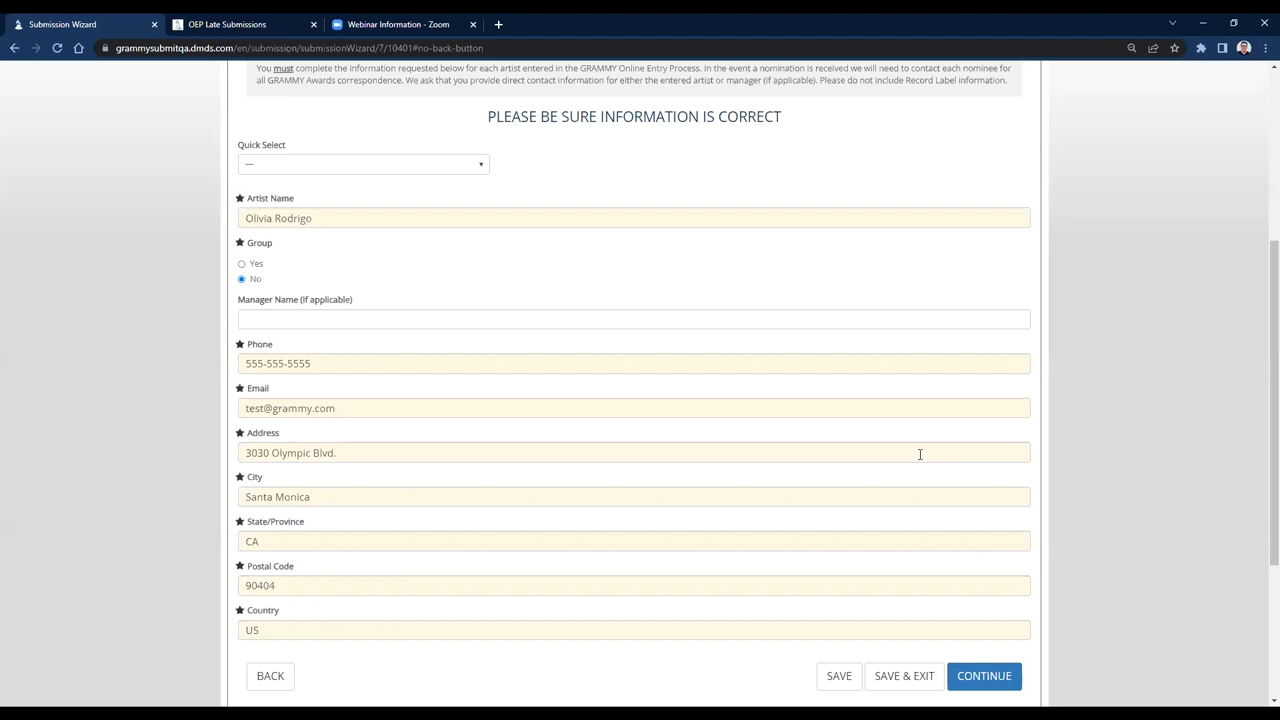 Submission Wizard
OEP Late Submissions
Webinar Information - Zoom
grammysubmitqa.dmds.com/en/submission/submissionWizard/7/10401#no-back-button
You must complete the information requested below for each artist entered in the GRAMMY Online Entry Process. In the event a nomination is received we will need to contact each nominee for
all GRAMMY Awards correspondence. We ask that you provide direct contact information for either the entered artist or manager (if applicable). Please do not include Record Label information.
PLEASE BE SURE INFORMATION IS CORRECT
Quick Select
---
Artist Name
Olivia Rodrigo
Group
Yes
No
Manager Name (if applicable)
Phone
555-555-5555
Email
test@grammy.com
Address
3030 Olympic Blvd.
City
Santa Monica
State/Province
CA
Postal Code
90404
Country
US
BACK SAVE SAVE & EXIT CONTINUE